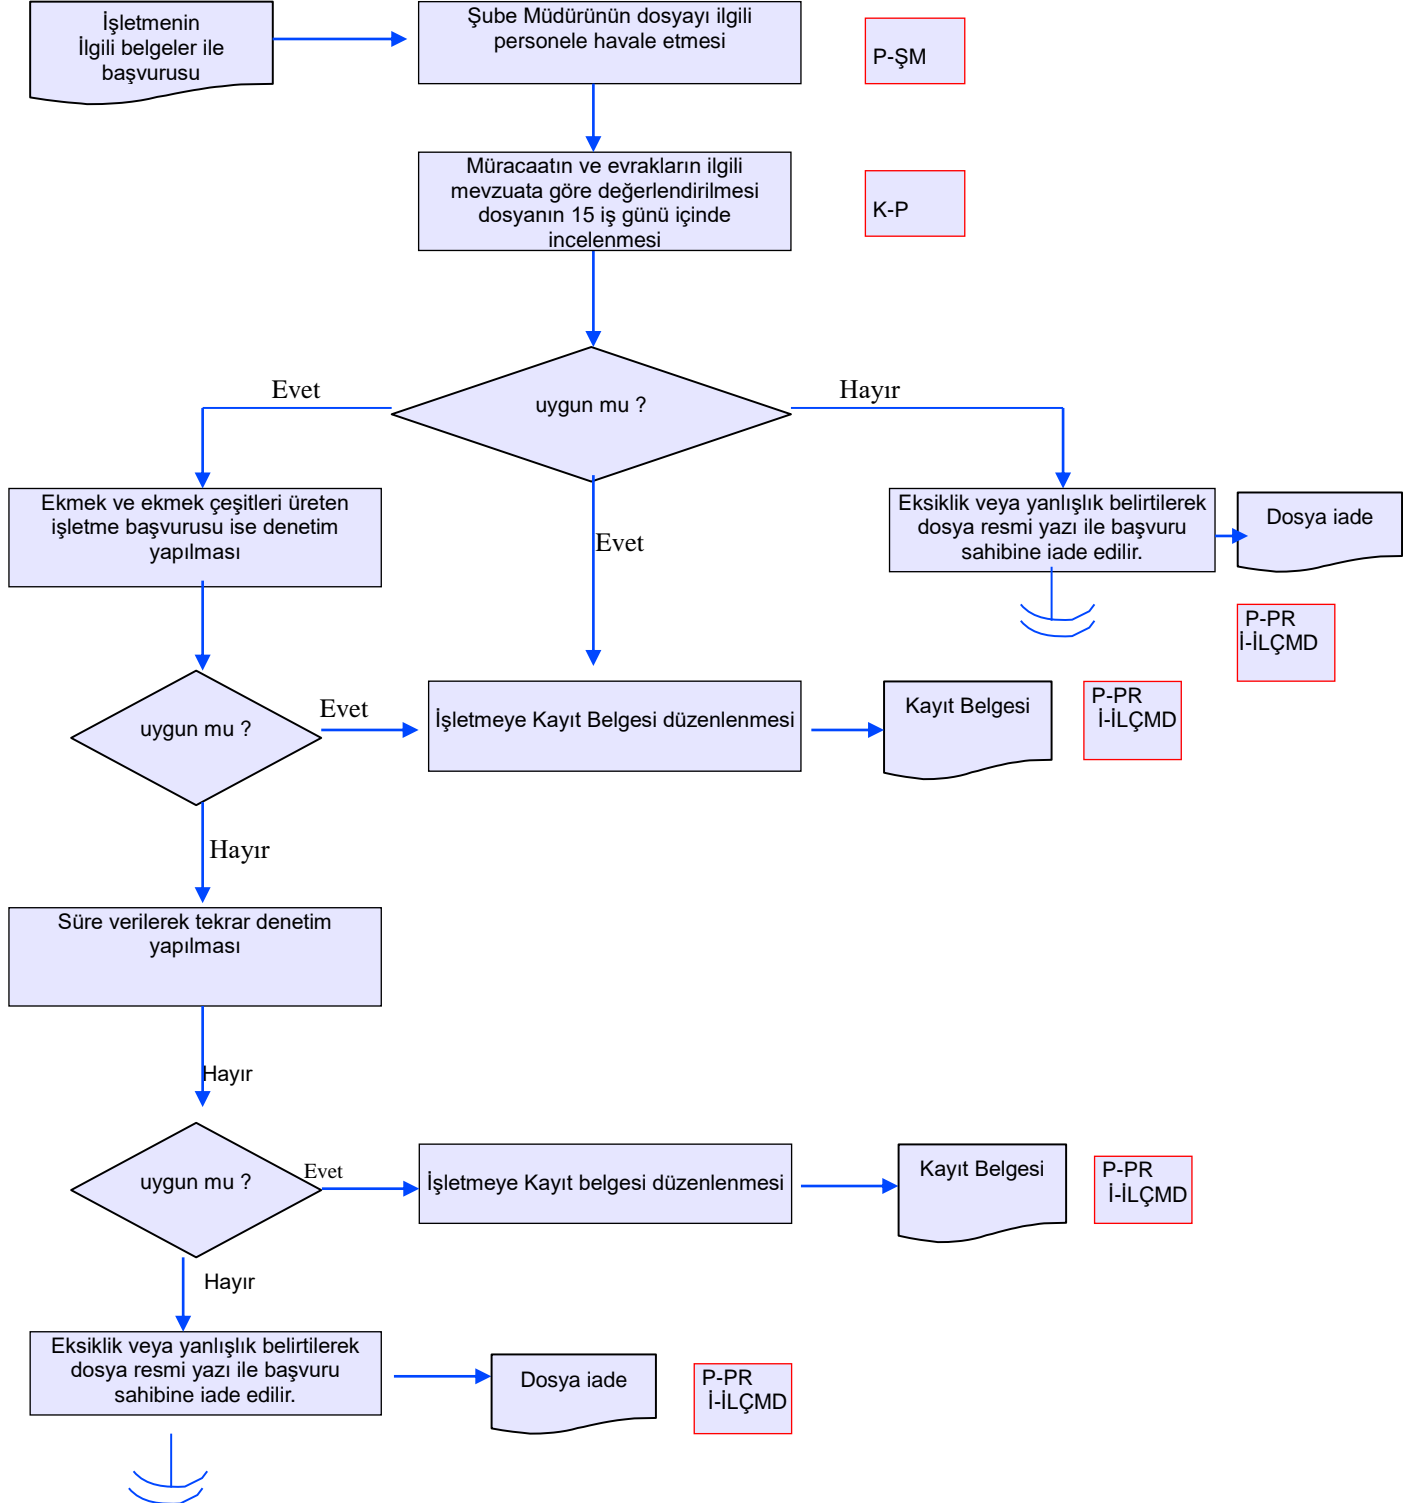 İşletmenin
İlgili belgeler ile
başvurusu
Şube Müdürünün dosyayı ilgili
personele havale etmesi
P-ŞM
Müracaatın ve evrakların ilgili
mevzuata göre değerlendirilmesi
dosyanın 15 iş günü içinde
incelenmesi
K-P
Evet
uygun mu ?
Hayır
Ekmek ve ekmek çeşitleri üreten
işletme başvurusu ise denetim
yapılması
Evet
Eksiklik veya yanlışlık belirtilerek
dosya resmi yazı ile başvuru
sahibine iade edilir.
Dosya iade
P-PR
İ-İLÇMD
uygun mu ?
Evet
İşletmeye Kayıt Belgesi düzenlenmesi
Kayıt Belgesi
P-PR
İ-İLÇMD
Hayır
Süre verilerek tekrar denetim
yapılması
Hayır
uygun mu ?
Evet
İşletmeye Kayıt belgesi düzenlenmesi
Kayıt Belgesi
P-PR
İ-İLÇMD
Hayır
Eksiklik veya yanlışlık belirtilerek
dosya resmi yazı ile başvuru
sahibine iade edilir.
Dosya iade
P-PR
İ-İLÇMD